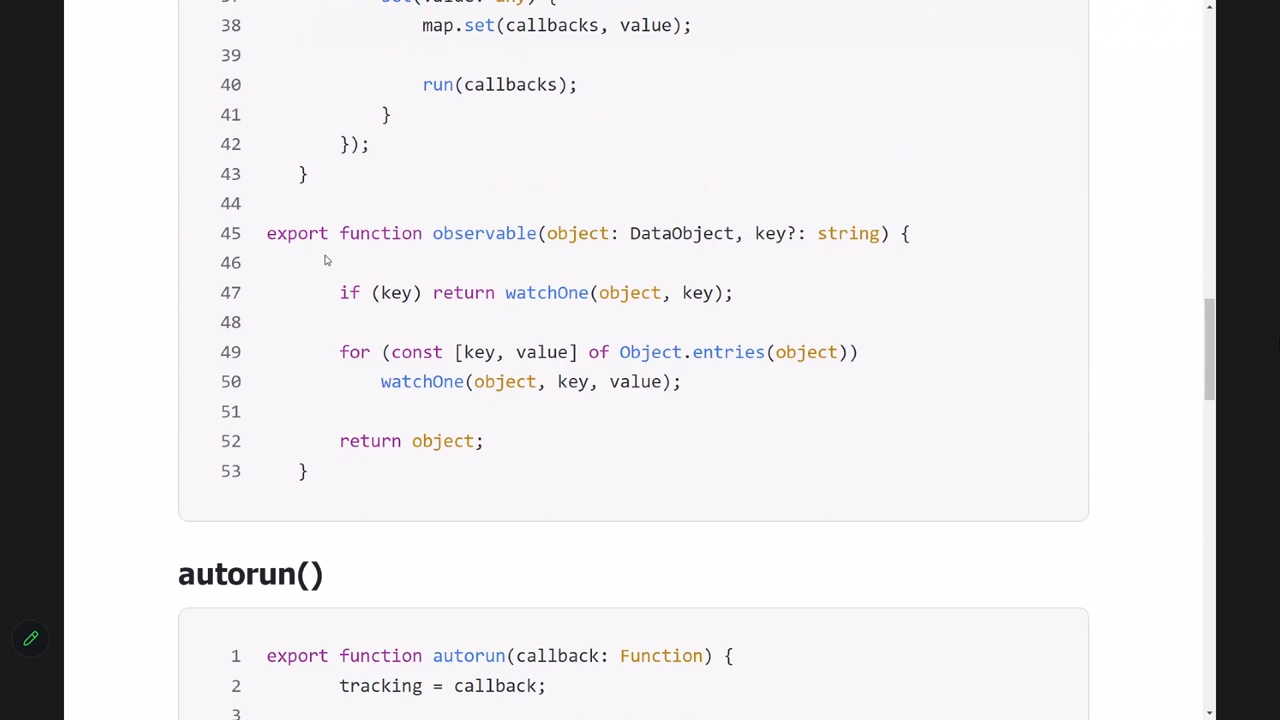 38 map.set(callbacks, value);
39
40 run(callbacks);
41 }
42 });
43 }
44
45 export function observable(object: DataObject, key?: string) {
46
47 if (key) return watchOne(object, key);
48
49 for (const [key, value] of Object.entries(object))
50 watchOne(object, key, value);
51
52 return object;
53 }
autorun()
1 export function autorun(callback: Function) {
2 tracking = callback;
3